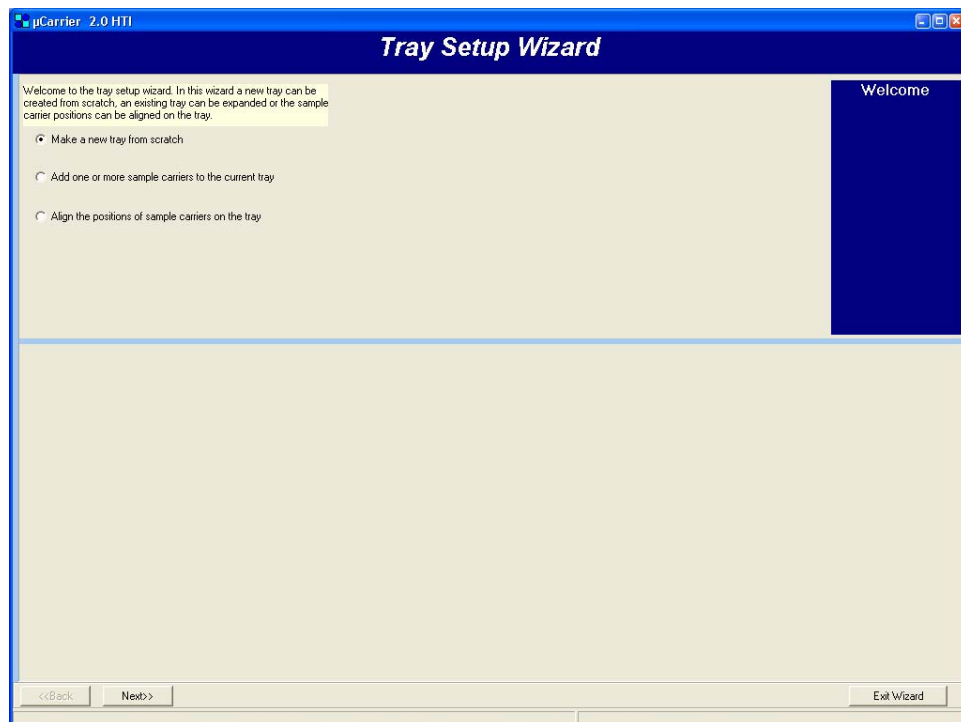 µCarrier 2.0 HTI
Tray Setup Wizard
Welcome to the tray setup wizard. In this wizard a new tray can be
created from scratch, an existing tray can be expanded or the sample
carrier positions can be aligned on the tray.
Welcome
Make a new tray from scratch
Add one or more sample carriers to the current tray
Align the positions of sample carriers on the tray
<<Back
Next>>
Exit Wizard